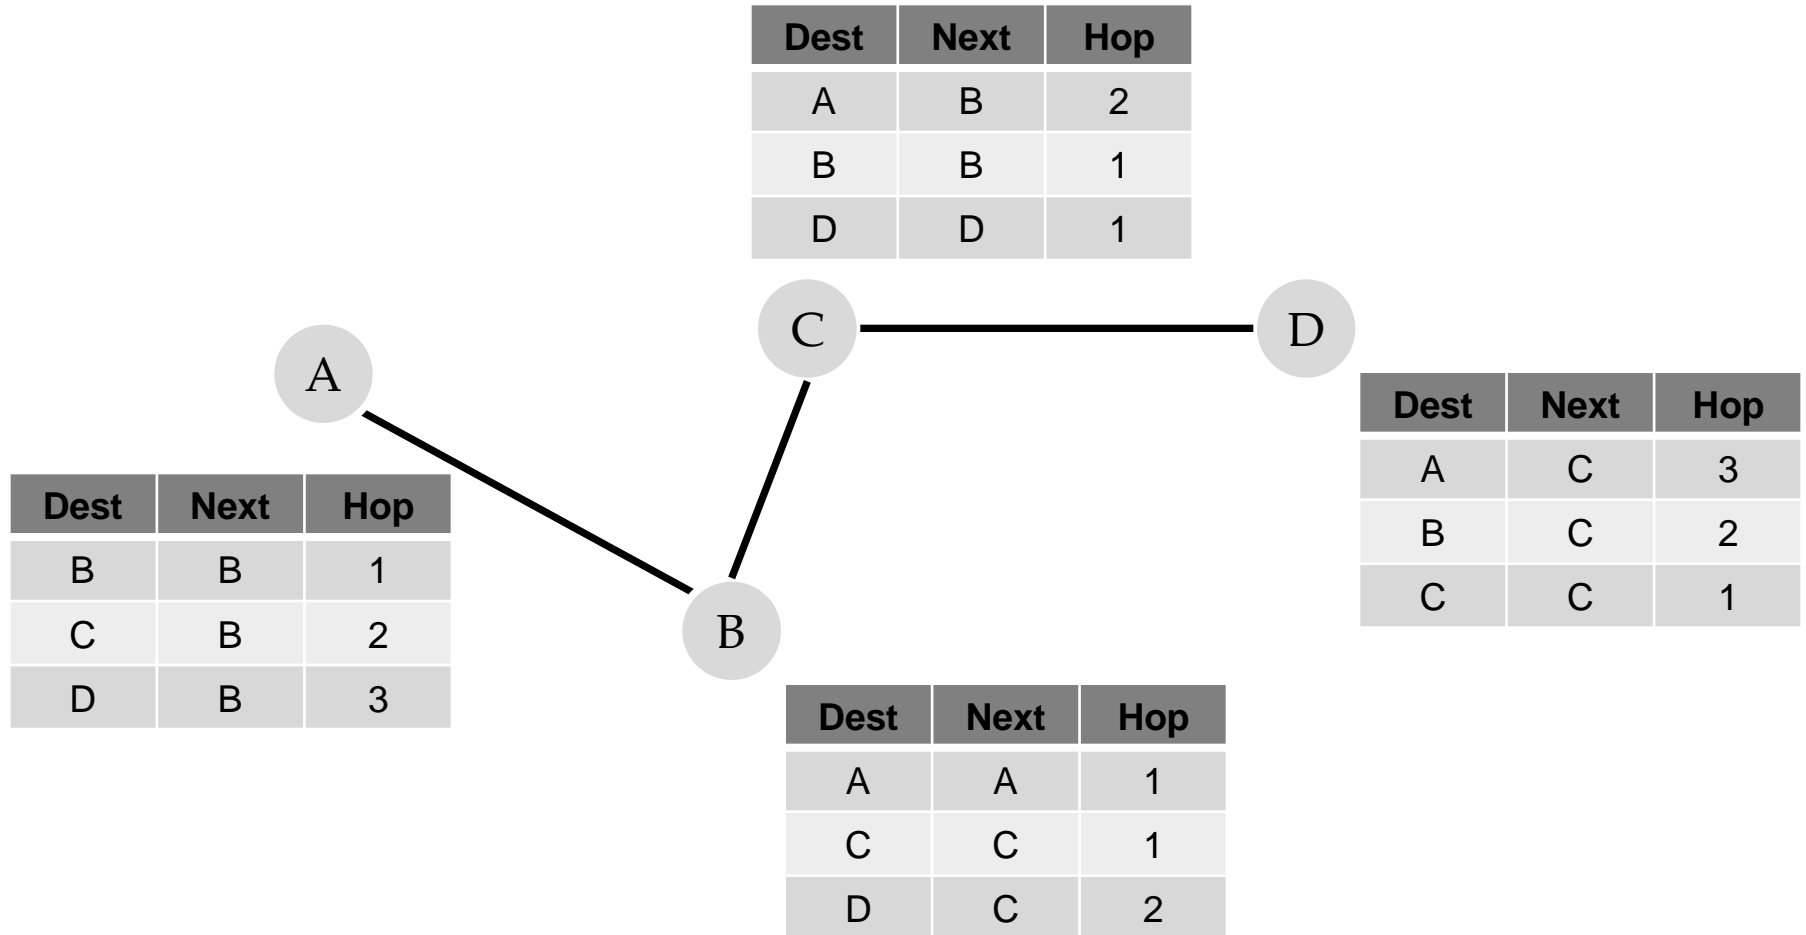 Dest Next Hop
A B 2
B B 1
D D 1
C
D
A
Dest Next Hop
A C 3
B C 2
C C 1
Dest Next Hop
B B 1
C B 2
D B 3
B
Dest Next Hop
A A 1
C C 1
D C 2